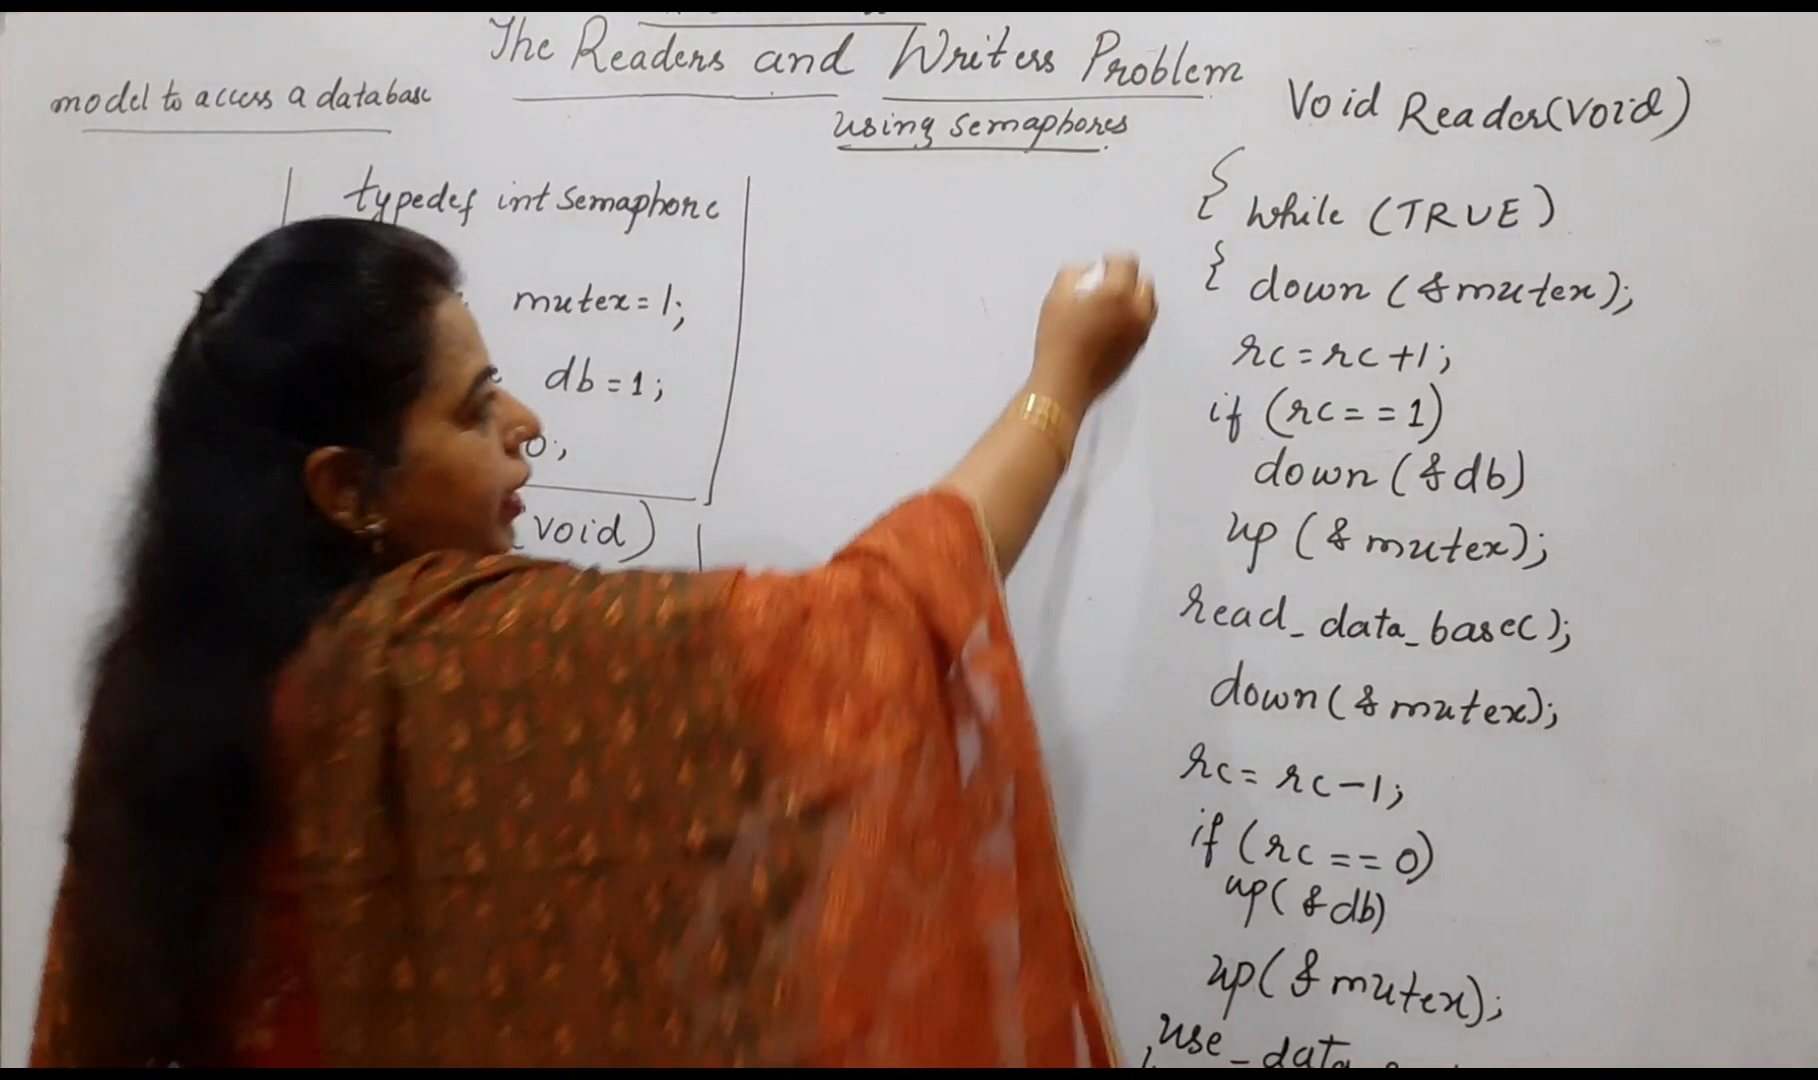 The Readers and Writers Problem
using semaphores
model to access a database
typedef int semaphore
mutex=1;
db=1;
0;
(void)
Void Reader(Void)
{ while (TRUE)
{ down (&mutex);
rc=rc+1;
if (rc==1)
down (&db)
up (&mutex);
read_data_base();
down(&mutex);
rc=rc-1;
if (rc==0)
up(&db)
up(&mutex);
use_data